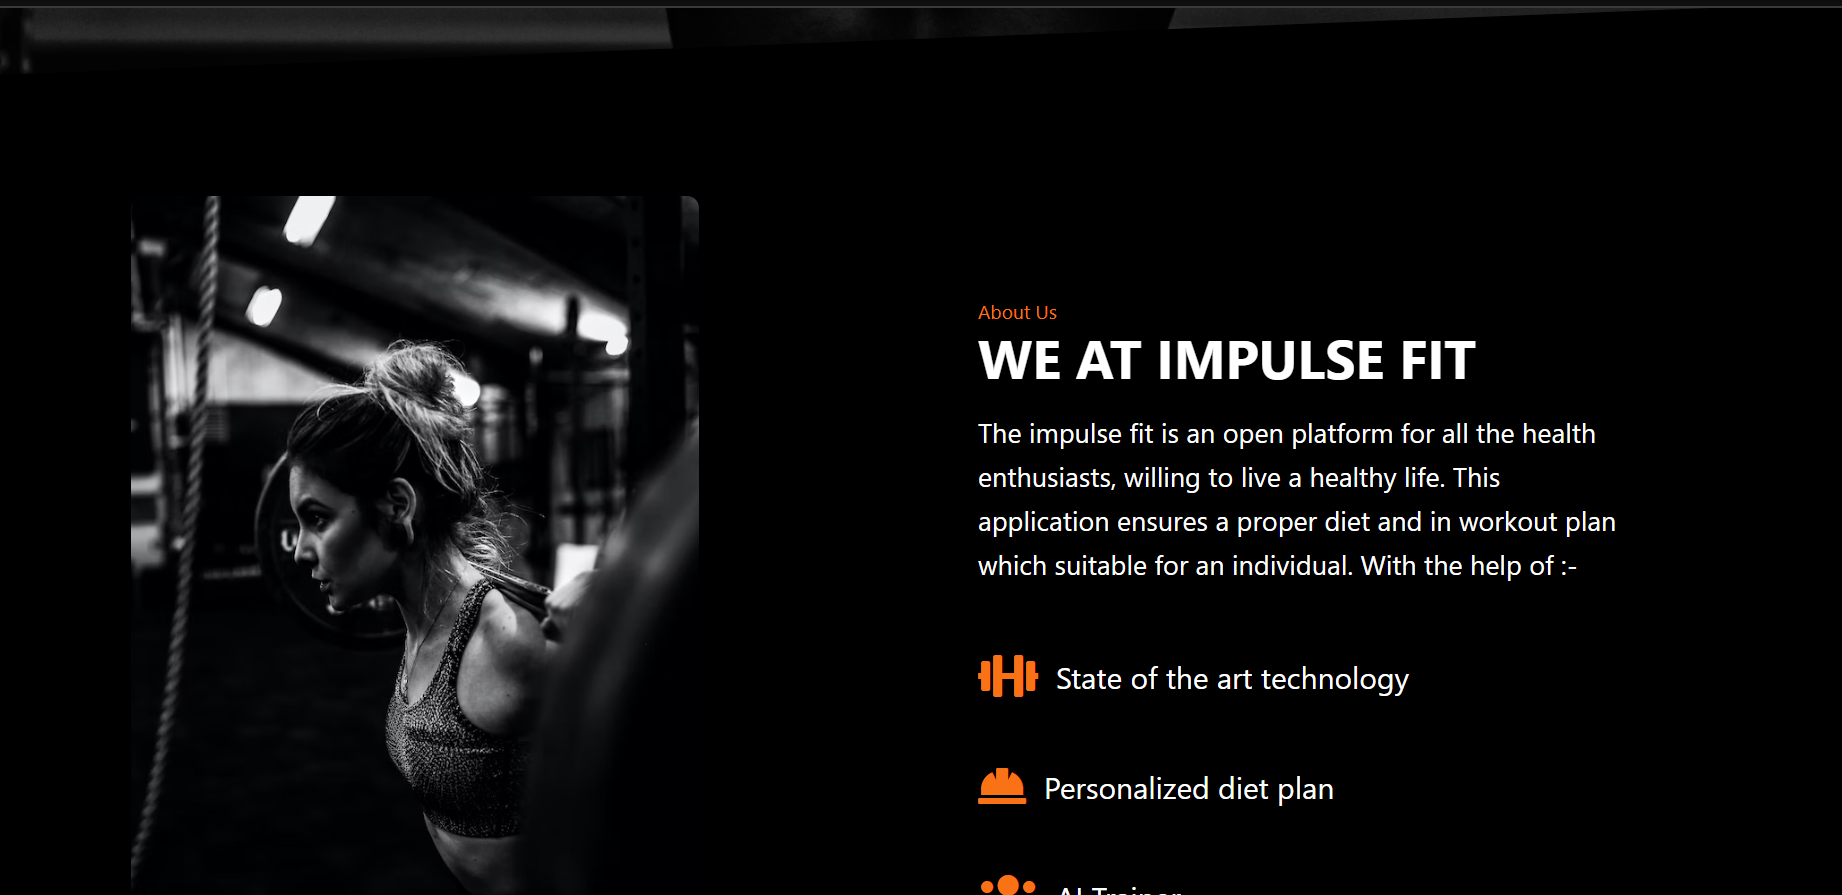 About Us
WE AT IMPULSE FIT
The impulse fit is an open platform for all the health
enthusiasts, willing to live a healthy life. This
application ensures a proper diet and in workout plan
which suitable for an individual. With the help of :-
State of the art technology
Personalized diet plan
AI Trainer